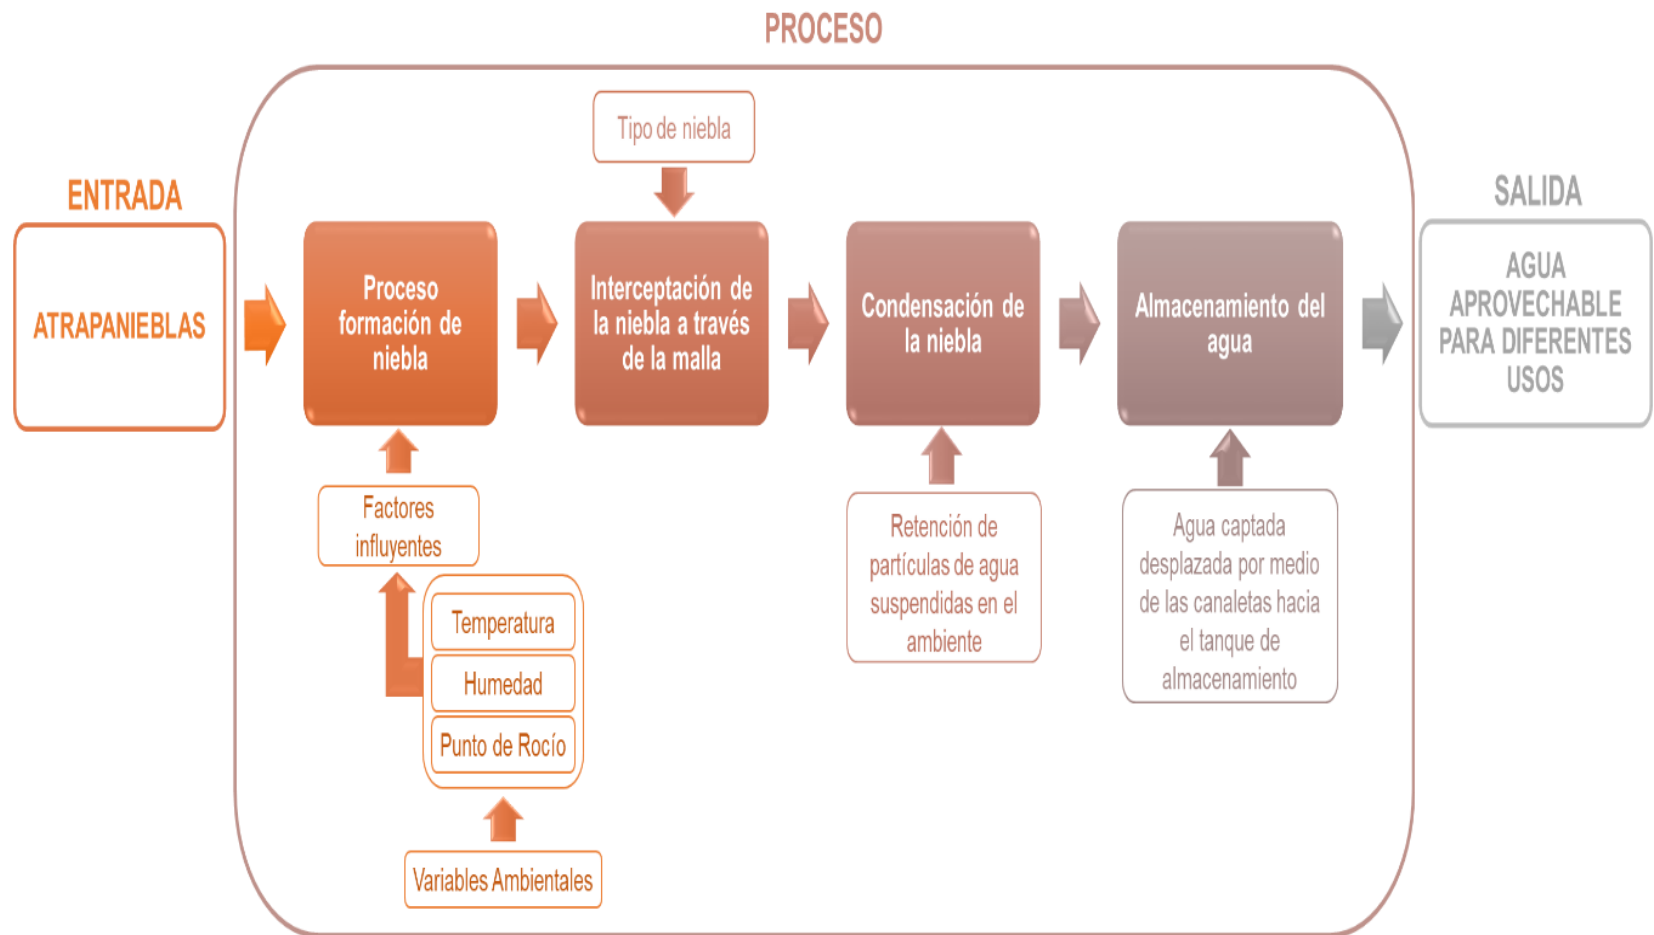 PROCESO
ENTRADA
ATRAPANIEBLAS
Proceso
formación de
niebla
Factores
influyentes
Temperatura
Humedad
Punto de Rocío
Variables Ambientales
Tipo de niebla
Interceptación de
la niebla a través
de la malla
Condensación de
la niebla
Retención de
partículas de agua
suspendidas en el
ambiente
Almacenamiento del
agua
Agua captada
desplazada por medio
de las canaletas hacia
el tanque de
almacenamiento
SALIDA
AGUA
APROVECHABLE
PARA DIFERENTES
USOS